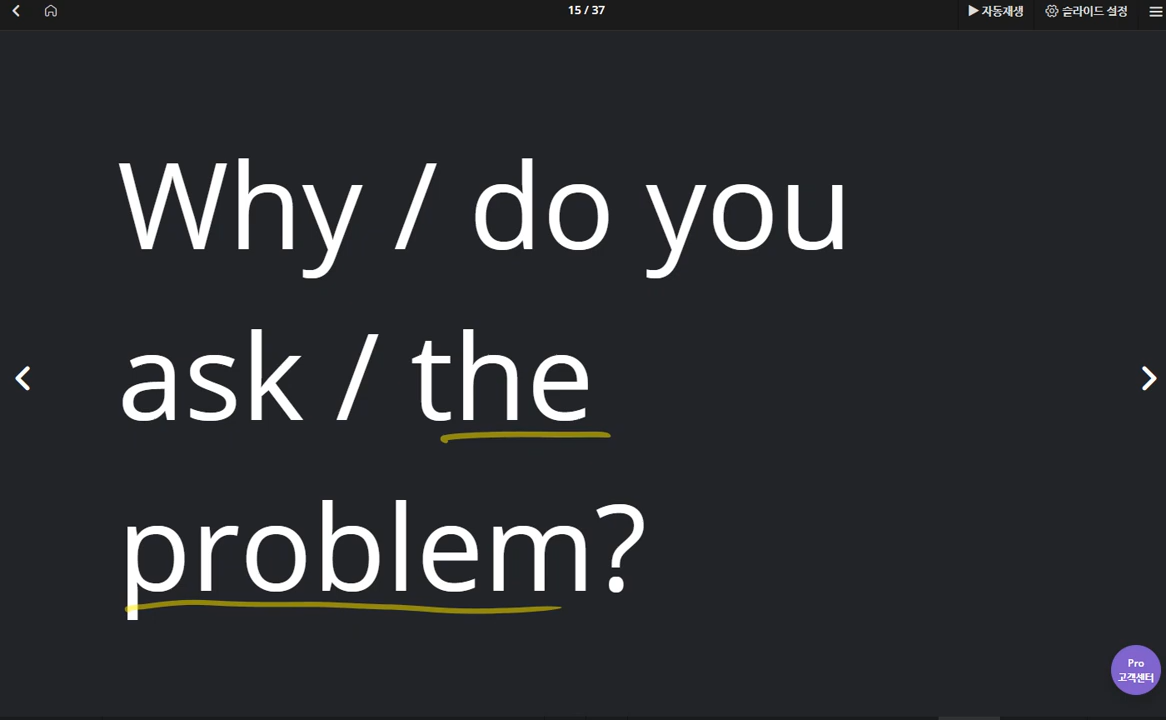 15 / 37
▶ 자동재생
슬라이드 설정
Why / do you
ask / the
problem?
Pro
고객센터